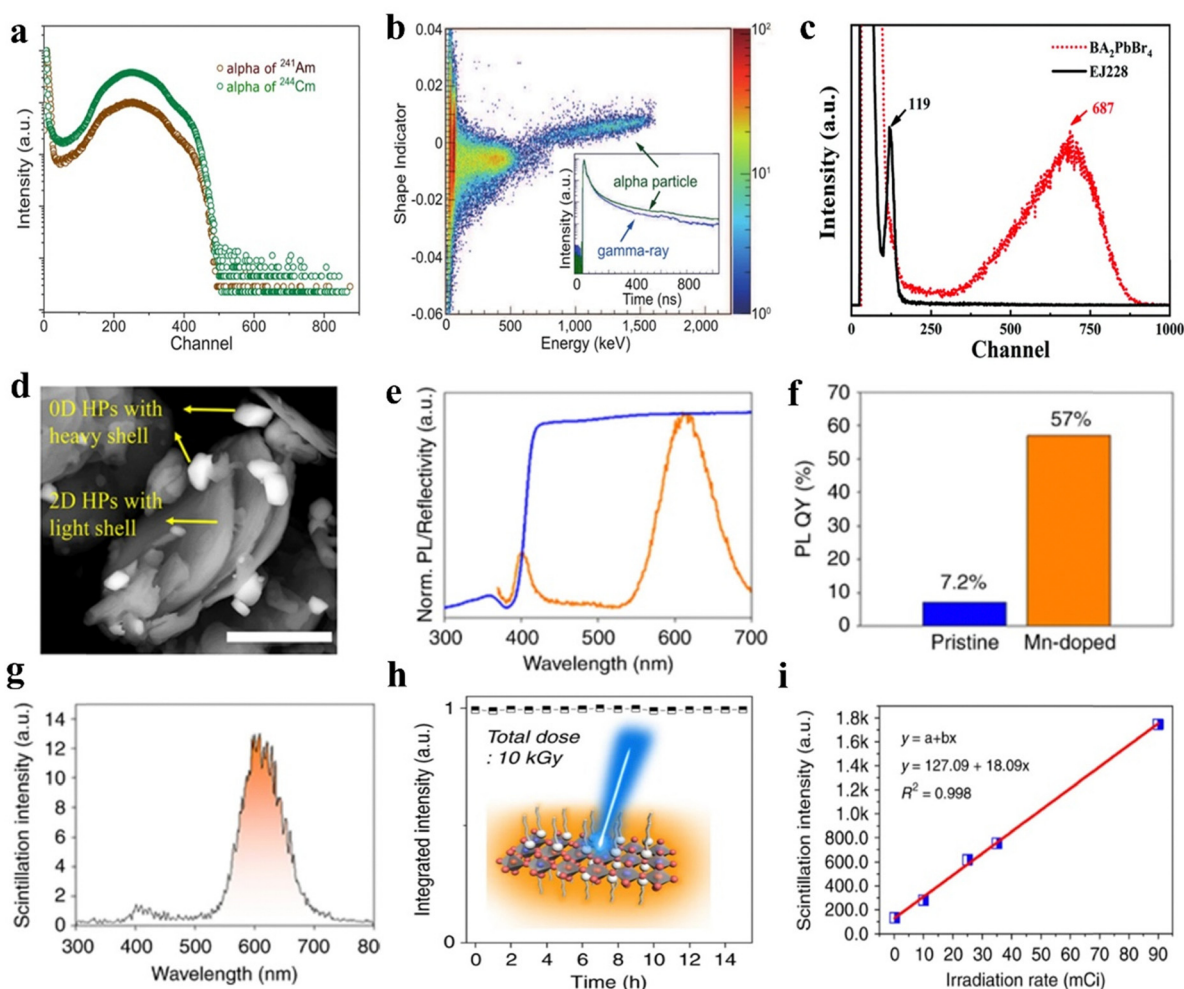 a
Intensity (a.u.)
alpha of ²⁴¹Am
alpha of ²⁴⁴Cm
0 200 400 600 800
Channel
b
Shape Indicator
0.04
0.02
0
-0.02
-0.04
-0.06
0 500 1,000 1,500 2,000
Energy (keV)
10²
10¹
10⁰
Intensity (a.u.)
alpha particle
gamma-ray
400 800
Time (ns)
c
Intensity (a.u.)
BA₂PbBr₄
EJ228
119
687
0 250 500 750 1000
Channel
d
0D HPs with
heavy shell
2D HPs with
light shell
e
Norm. PL/Reflectivity (a.u.)
300 400 500 600 700
Wavelength (nm)
f
PL QY (%)
70
60
50
40
30
20
10
0
7.2%
57%
Pristine Mn-doped
g
Scintillation intensity (a.u.)
14
12
10
8
6
4
2
0
300 400 500 600 700 80
Wavelength (nm)
h
Integrated intensity (a.u.)
1
0
Total dose
: 10 kGy
0 2 4 6 8 10 12 14
Time (h)
i
Scintillation intensity (a.u.)
1.8k
1.6k
1.4k
1.2k
1.0k
800.0
600.0
400.0
200.0
0.0
y = a+bx
y = 127.09 + 18.09x
R² = 0.998
0 10 20 30 40 50 60 70 80 90
Irradiation rate (mCi)